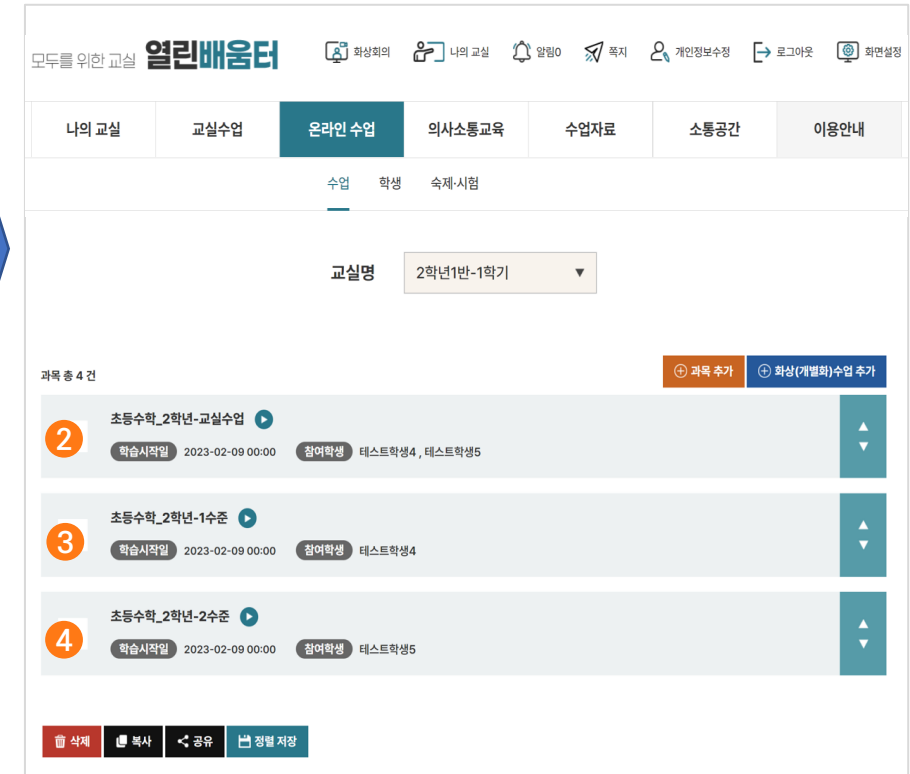 모두를 위한 교실 열린배움터 화상회의 나의 교실 알림0 쪽지 개인정보수정 로그아웃 화면설정
나의 교실 교실수업 온라인 수업 의사소통교육 수업자료 소통공간 이용안내
수업 학생 숙제·시험
교실명 2학년1반-1학기 ▼
과목 총 4 건 과목 추가 화상(개별화)수업 추가
2 초등수학_2학년-교실수업
학습시작일 2023-02-09 00:00 참여학생 테스트학생4 , 테스트학생5
3 초등수학_2학년-1수준
학습시작일 2023-02-09 00:00 참여학생 테스트학생4
4 초등수학_2학년-2수준
학습시작일 2023-02-09 00:00 참여학생 테스트학생5
삭제 복사 공유 정렬 저장